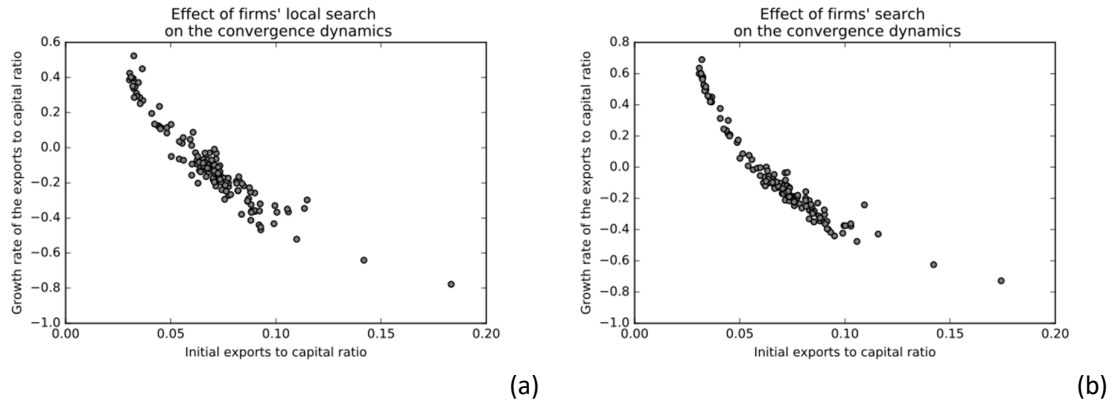 Effect of firms' local search
on the convergence dynamics
Growth rate of the exports to capital ratio
0.6
0.4
0.2
0.0
−0.2
−0.4
−0.6
−0.8
−1.0
0.00 0.05 0.10 0.15 0.20
Initial exports to capital ratio
(a)
Effect of firms' search
on the convergence dynamics
Growth rate of the exports to capital ratio
0.8
0.6
0.4
0.2
0.0
−0.2
−0.4
−0.6
−0.8
−1.0
0.00 0.05 0.10 0.15 0.20
Initial exports to capital ratio
(b)